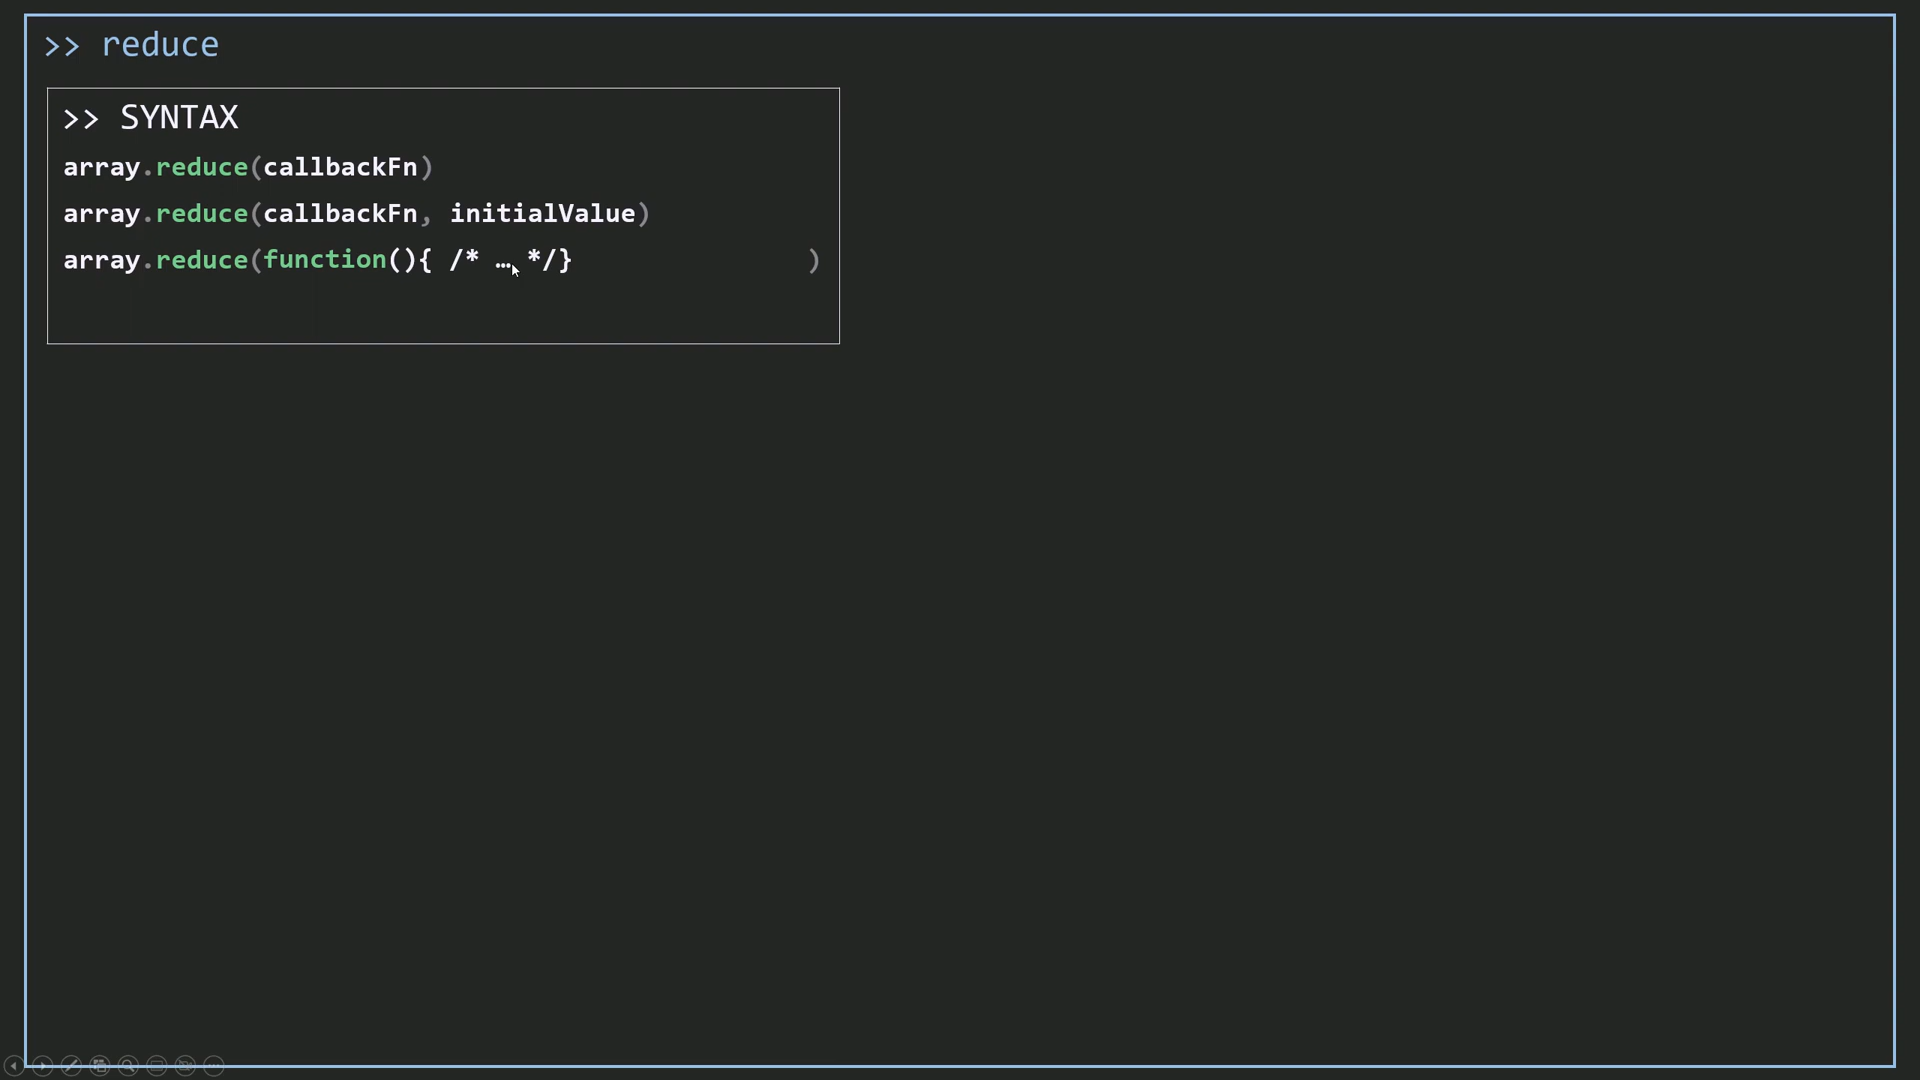 >> reduce
>> SYNTAX
array.reduce(callbackFn)
array.reduce(callbackFn, initialValue)
array.reduce(function(){ /* … */} )